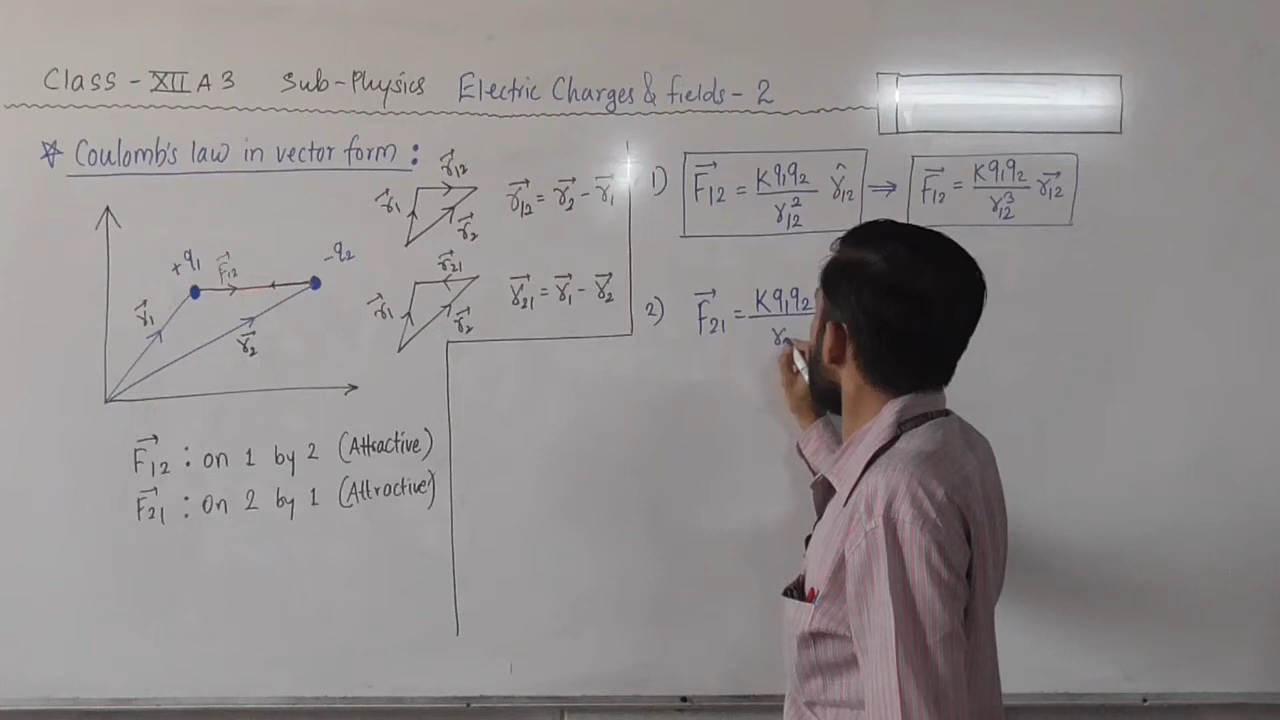 Class - XII A3 Sub-Physics Electric Charges & fields - 2
☆ Coulomb's law in vector form :
+q₁ F⃗₁₂ -q₂
r⃗₁
r⃗₂
F⃗₁₂ : on 1 by 2 (Attractive)
F⃗₂₁ : on 2 by 1 (Attractive)
r⃗₁₂
r⃗₁
r⃗₂
r⃗₁₂ = r⃗₂ - r⃗₁
r⃗₂₁
r⃗₁
r⃗₂
r⃗₂₁ = r⃗₁ - r⃗₂
1) F⃗₁₂ = Kq₁q₂ / r₁₂² r̂₁₂ ⇒ F⃗₁₂ = Kq₁q₂ / r₁₂³ r⃗₁₂
2) F⃗₂₁ = Kq₁q₂ / r₂